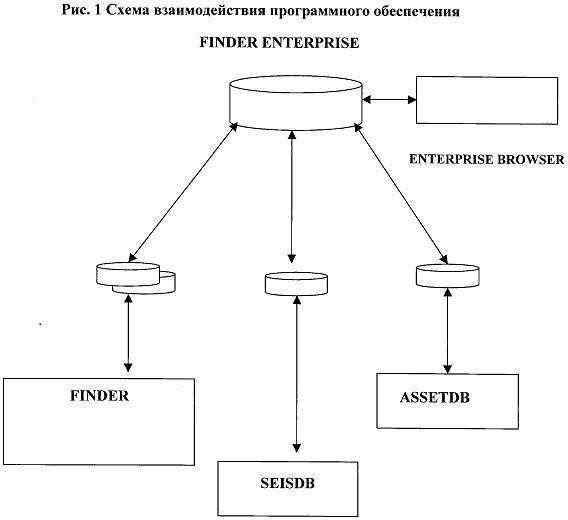 Рис. 1 Схема взаимодействия программного обеспечения
FINDER ENTERPRISE
ENTERPRISE BROWSER
FINDER
ASSETDB
SEISDB